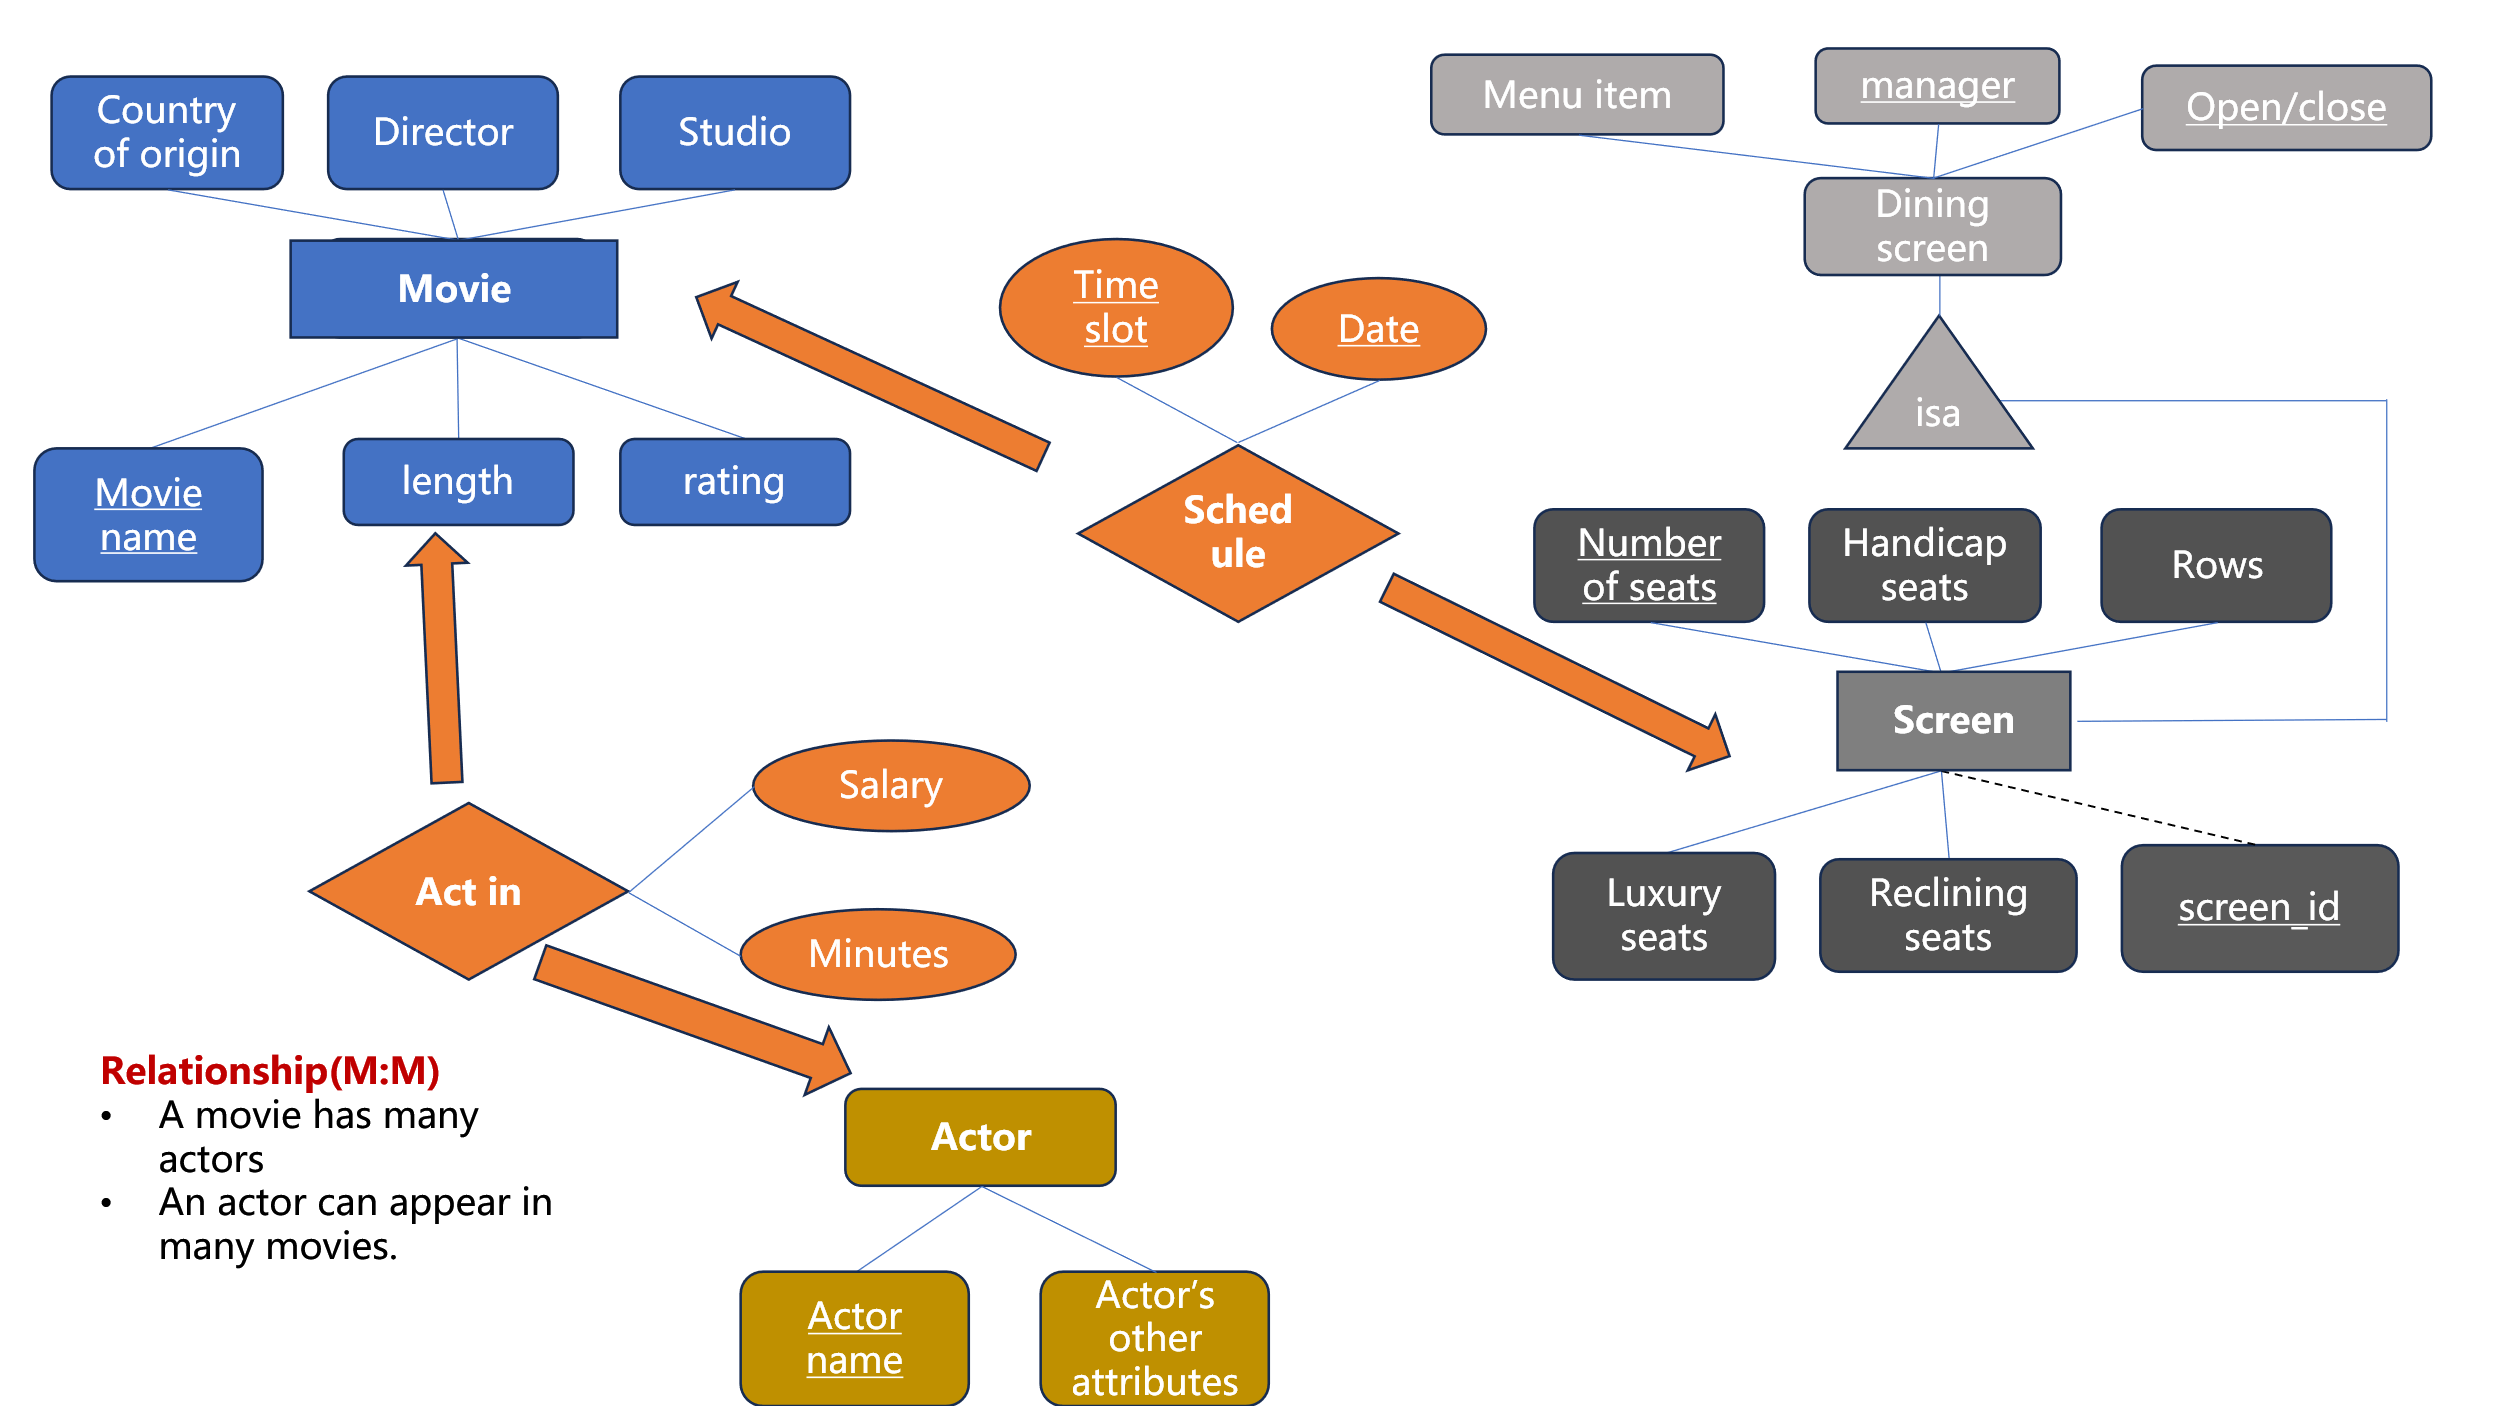 Country
of origin
Director
Studio
Movie
Movie
name
length
rating
Time
slot
Date
Sched
ule
Menu item
manager
Open/close
Dining
screen
isa
Number
of seats
Handicap
seats
Rows
Screen
Luxury
seats
Reclining
seats
screen_id
Act in
Salary
Minutes
Relationship(M:M)
• A movie has many
actors
• An actor can appear in
many movies.
Actor
Actor
name
Actor’s
other
attributes